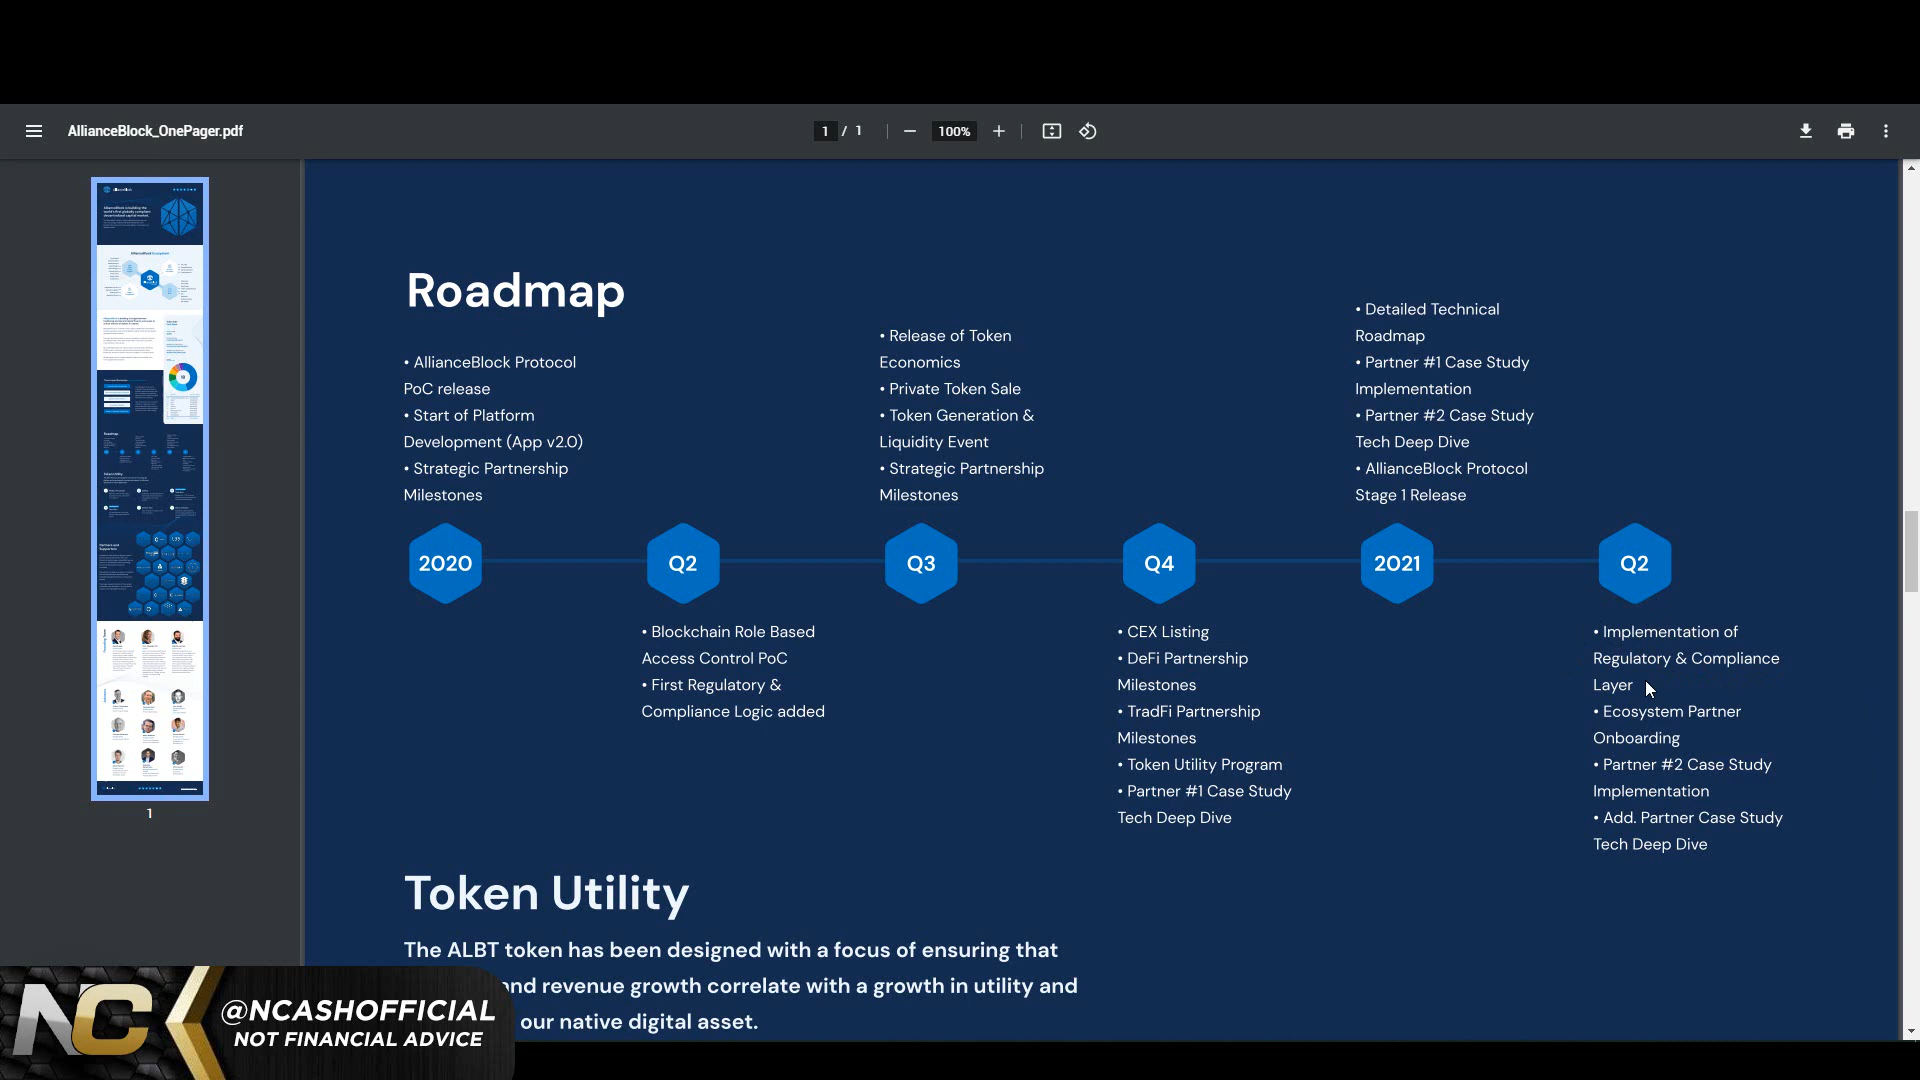 AllianceBlock_OnePager.pdf
1 / 1
100%
1
Roadmap
• AllianceBlock Protocol
PoC release
• Start of Platform
Development (App v2.0)
• Strategic Partnership
Milestones
• Release of Token
Economics
• Private Token Sale
• Token Generation &
Liquidity Event
• Strategic Partnership
Milestones
• Detailed Technical
Roadmap
• Partner #1 Case Study
Implementation
• Partner #2 Case Study
Tech Deep Dive
• AllianceBlock Protocol
Stage 1 Release
2020
Q2
Q3
Q4
2021
Q2
• Blockchain Role Based
Access Control PoC
• First Regulatory &
Compliance Logic added
• CEX Listing
• DeFi Partnership
Milestones
• TradFi Partnership
Milestones
• Token Utility Program
• Partner #1 Case Study
Tech Deep Dive
• Implementation of
Regulatory & Compliance
Layer
• Ecosystem Partner
Onboarding
• Partner #2 Case Study
Implementation
• Add. Partner Case Study
Tech Deep Dive
Token Utility
The ALBT token has been designed with a focus of ensuring that
and revenue growth correlate with a growth in utility and
our native digital asset.
NC
@NCASHOFFICIAL
NOT FINANCIAL ADVICE